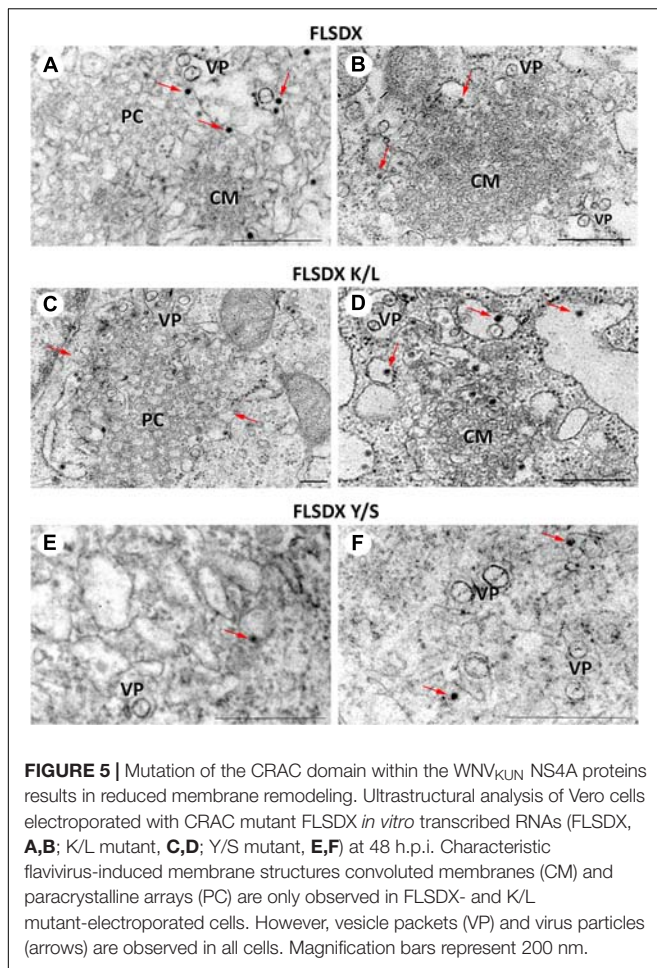 FLSDX
A
VP
PC
CM
B
VP
CM
VP
FLSDX K/L
C
VP
PC
D
VP
CM
FLSDX Y/S
E
VP
F
VP
VP
FIGURE 5 | Mutation of the CRAC domain within the WNVKUN NS4A proteins
results in reduced membrane remodeling. Ultrastructural analysis of Vero cells
electroporated with CRAC mutant FLSDX in vitro transcribed RNAs (FLSDX,
A,B; K/L mutant, C,D; Y/S mutant, E,F) at 48 h.p.i. Characteristic
flavivirus-induced membrane structures convoluted membranes (CM) and
paracrystalline arrays (PC) are only observed in FLSDX- and K/L
mutant-electroporated cells. However, vesicle packets (VP) and virus particles
(arrows) are observed in all cells. Magnification bars represent 200 nm.